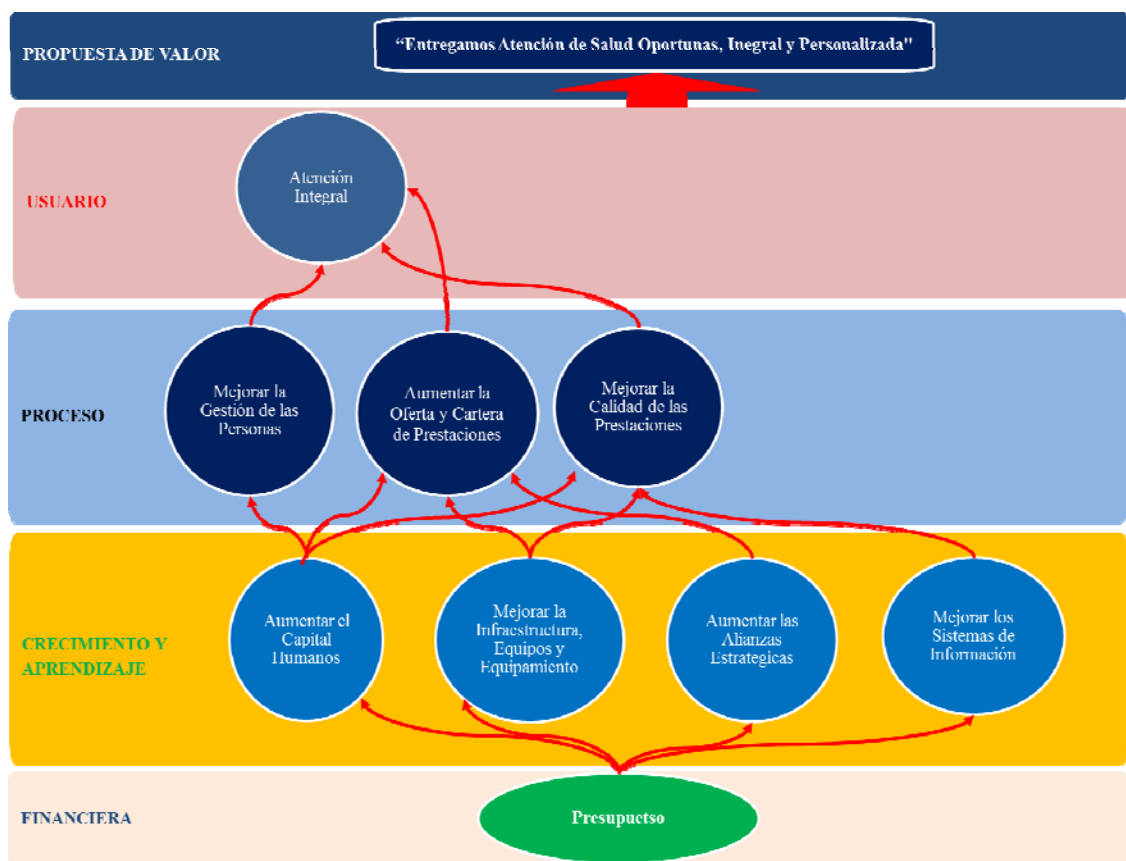 PROPUESTA DE VALOR
“Entregamos Atención de Salud Oportunas, Inegral y Personalizada"
USUARIO
Atención
Integral
PROCESO
Mejorar la
Gestión de las
Personas
Aumentar la
Oferta y Cartera
de Prestaciones
Mejorar la
Calidad de las
Prestaciones
CRECIMIENTO Y
APRENDIZAJE
Aumentar el
Capital
Humanos
Mejorar la
Infraestructura,
Equipos y
Equipamiento
Aumentar las
Alianzas
Estrategicas
Mejorar los
Sistemas de
Información
FINANCIERA
Presupuetso